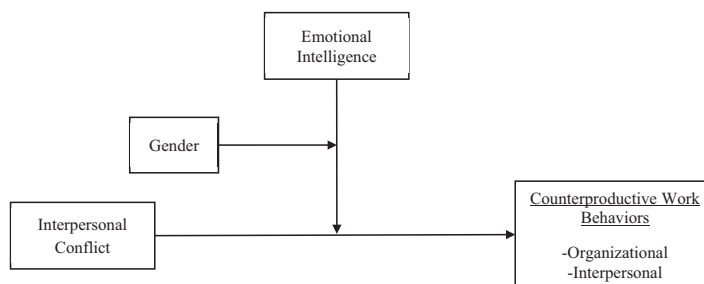 Emotional
Intelligence
Gender
Interpersonal
Conflict
Counterproductive Work
Behaviors
-Organizational
-Interpersonal